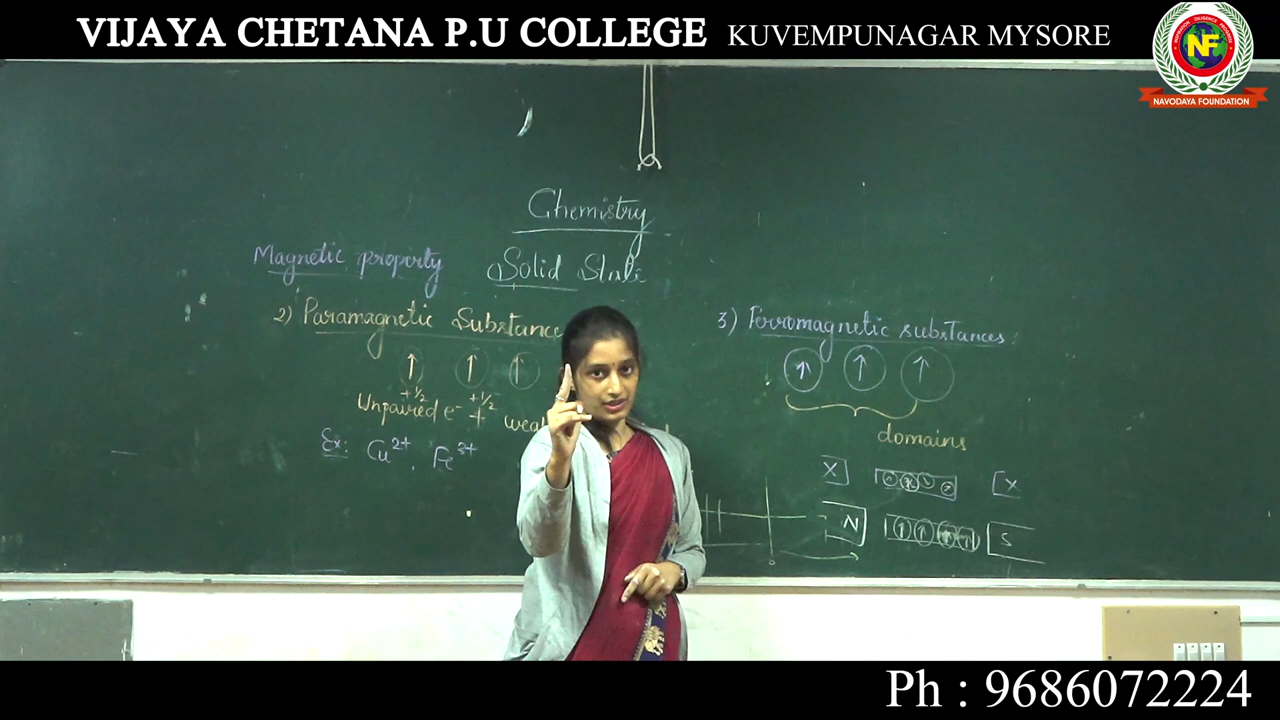 VIJAYA CHETANA P.U COLLEGE KUVEMPUNAGAR MYSORE
NF
NAVODAYA FOUNDATION
Chemistry
Magnetic property
Solid State
2) Paramagnetic Substance
3) Ferromagnetic substances:
+1/2 +1/2
Unpaired e⁻ +
Ex: Cu²⁺, Fe³⁺
domains
X X
N S
Ph : 9686072224